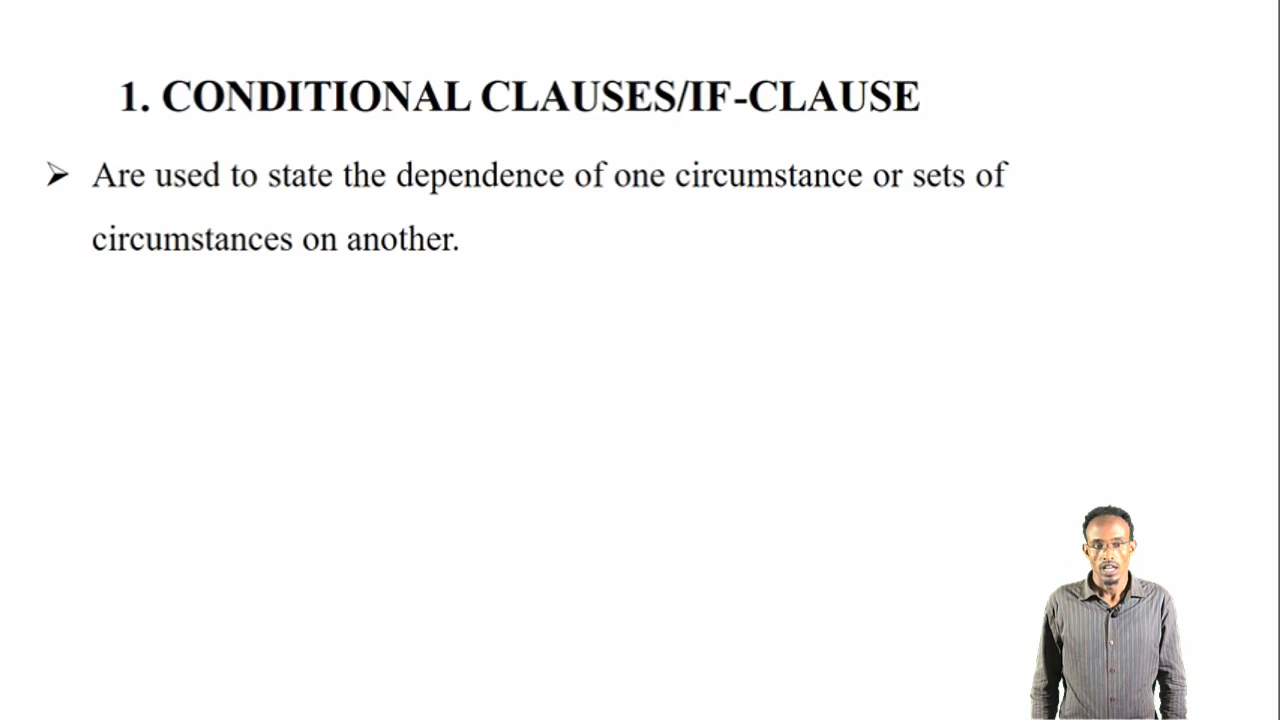 1. CONDITIONAL CLAUSES/IF-CLAUSE
➢ Are used to state the dependence of one circumstance or sets of
circumstances on another.